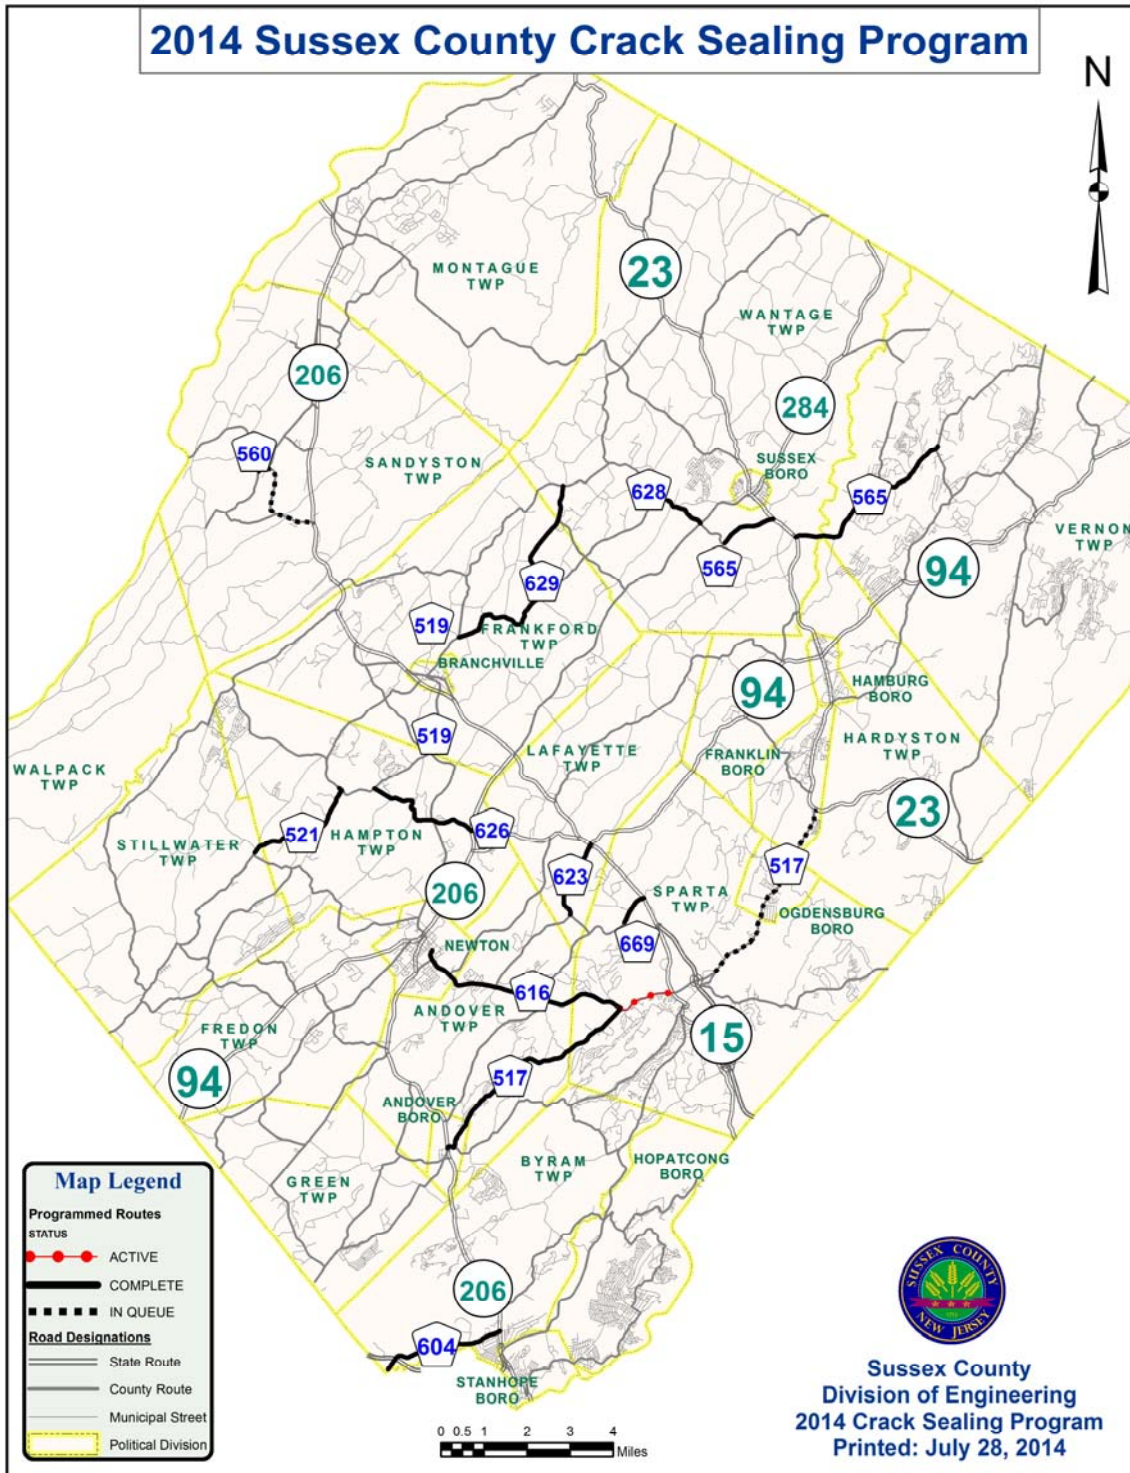 2014 Sussex County Crack Sealing Program
N
23
MONTAGUE
TWP
WANTAGE
TWP
206
284
560
SANDYSTON
TWP
SUSSEX
BORO
628
565
VERNON
TWP
565
94
629
519
FRANKFORD
TWP
BRANCHVILLE
94
HAMBURG
BORO
519
LAFAYETTE
TWP
FRANKLIN
BORO
HARDYSTON
TWP
WALPACK
TWP
23
521
HAMPTON
TWP
626
STILLWATER
TWP
623
517
206
SPARTA
TWP
OGDENSBURG
BORO
669
NEWTON
616
ANDOVER
TWP
FREDON
TWP
15
94
517
ANDOVER
BORO
BYRAM
TWP
HOPATCONG
BORO
GREEN
TWP
Map Legend
Programmed Routes
STATUS
ACTIVE
COMPLETE
IN QUEUE
Road Designations
State Route
County Route
Municipal Street
Political Division
206
604
STANHOPE
BORO
0 0.5 1 2 3 4
Miles
SUSSEX COUNTY
NEW JERSEY
Sussex County
Division of Engineering
2014 Crack Sealing Program
Printed: July 28, 2014